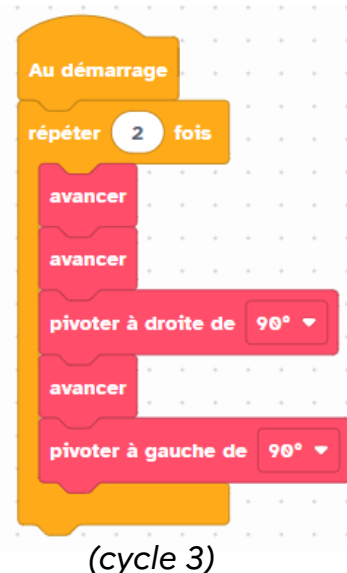 Au démarrage
répéter 2 fois
avancer
avancer
pivoter à droite de 90°
avancer
pivoter à gauche de 90°
(cycle 3)